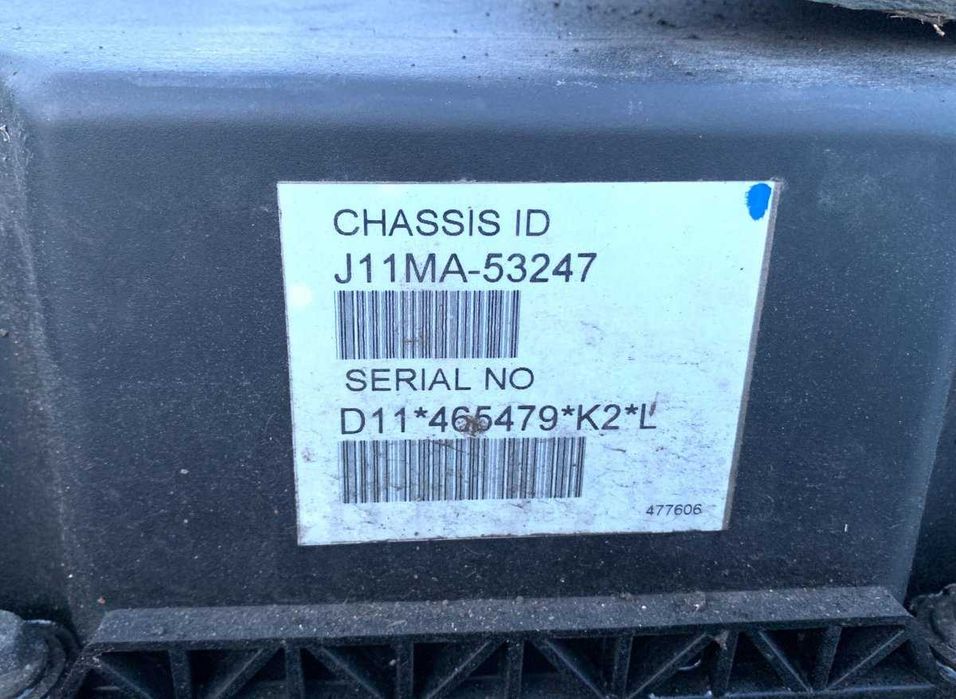 CHASSIS ID
J11MA-53247
SERIAL NO
D11*465479*K2*L
477606